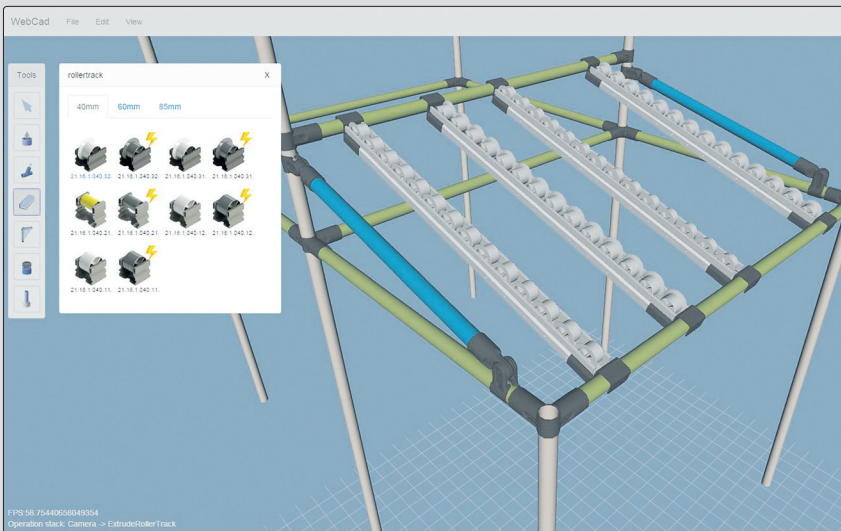 WebCad File Edit View
Tools
rollertrack X
40mm 60mm 85mm
21.16.1.040.32. 21.16.1.040.32. 21.16.1.040.31. 21.16.1.040.31.
21.16.1.040.21. 21.16.1.040.21. 21.16.1.040.12. 21.16.1.040.12.
21.16.1.040.11. 21.16.1.040.11.
FPS:58.75440658049354
Operation stack: Camera -> ExtrudeRollerTrack